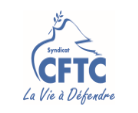 Syndicat
CFTC
La Vie à Défendre